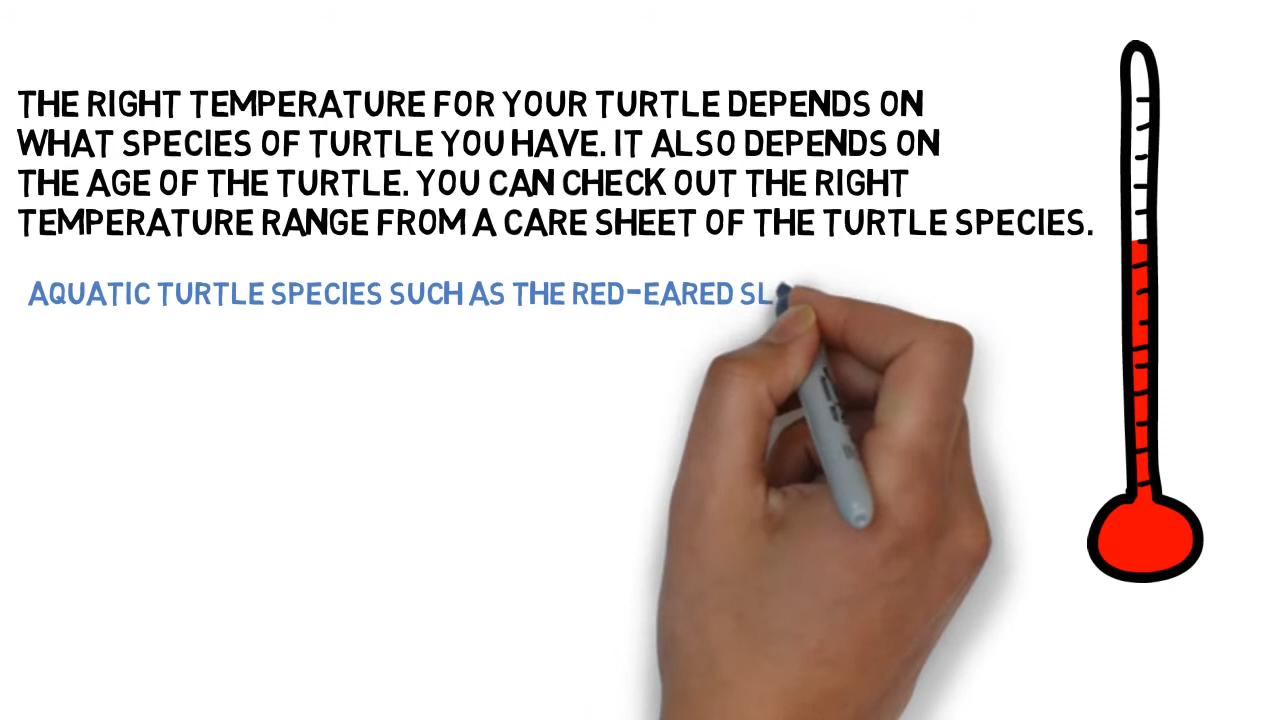 THE RIGHT TEMPERATURE FOR YOUR TURTLE DEPENDS ON
WHAT SPECIES OF TURTLE YOU HAVE. IT ALSO DEPENDS ON
THE AGE OF THE TURTLE. YOU CAN CHECK OUT THE RIGHT
TEMPERATURE RANGE FROM A CARE SHEET OF THE TURTLE SPECIES.
AQUATIC TURTLE SPECIES SUCH AS THE RED-EARED SL